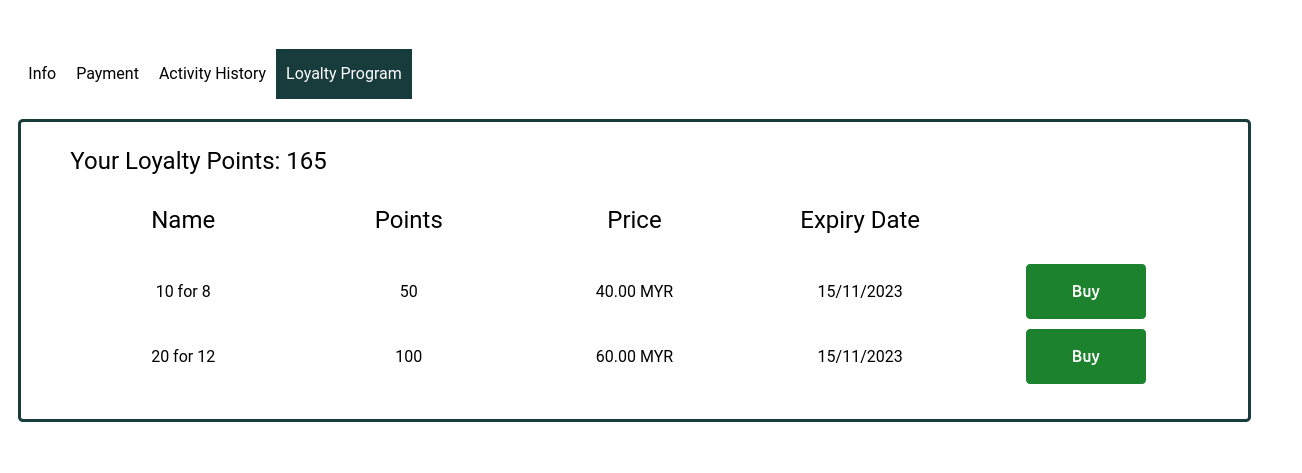 Info Payment Activity History Loyalty Program
Your Loyalty Points: 165
Name Points Price Expiry Date
10 for 8 50 40.00 MYR 15/11/2023 Buy
20 for 12 100 60.00 MYR 15/11/2023 Buy